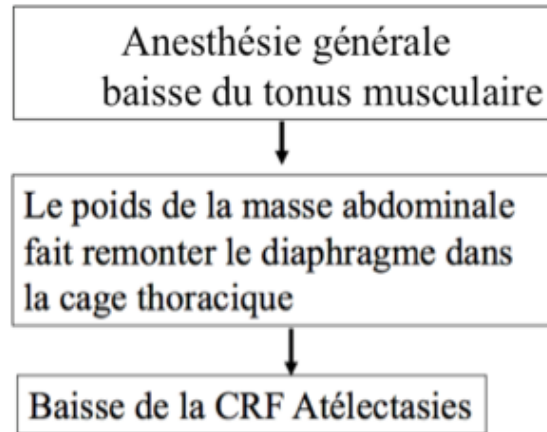 Anesthésie générale
baisse du tonus musculaire
Le poids de la masse abdominale
fait remonter le diaphragme dans
la cage thoracique
Baisse de la CRF Atélectasies